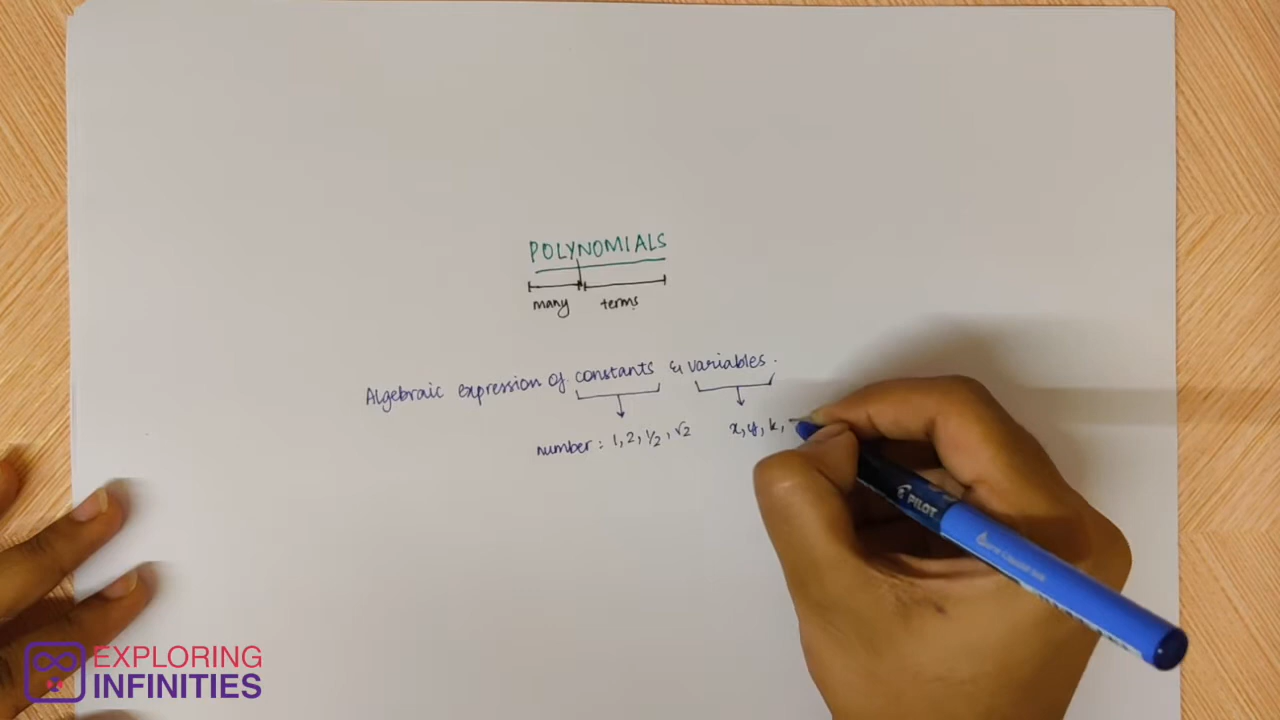 POLYNOMIALS
many terms
Algebraic expression of constants & variables.
number : 1, 2, 1/2, √2 x, y, k,
PILOT
EXPLORING
INFINITIES